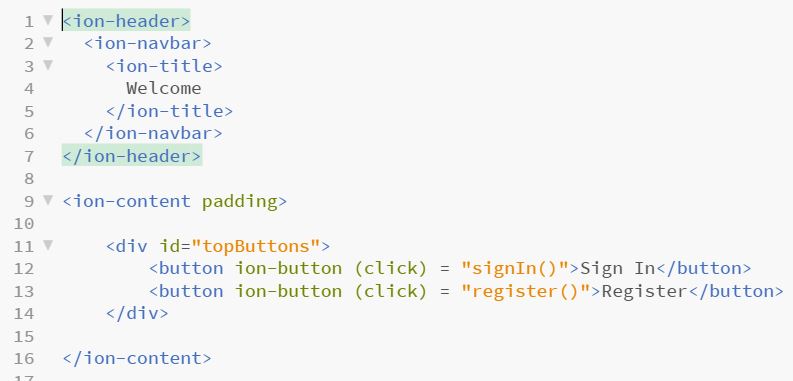 1 <ion-header>
2   <ion-navbar>
3     <ion-title>
4       Welcome
5     </ion-title>
6   </ion-navbar>
7 </ion-header>
8
9 <ion-content padding>
10
11     <div id="topButtons">
12         <button ion-button (click) = "signIn()">Sign In</button>
13         <button ion-button (click) = "register()">Register</button>
14     </div>
15
16 </ion-content>
17